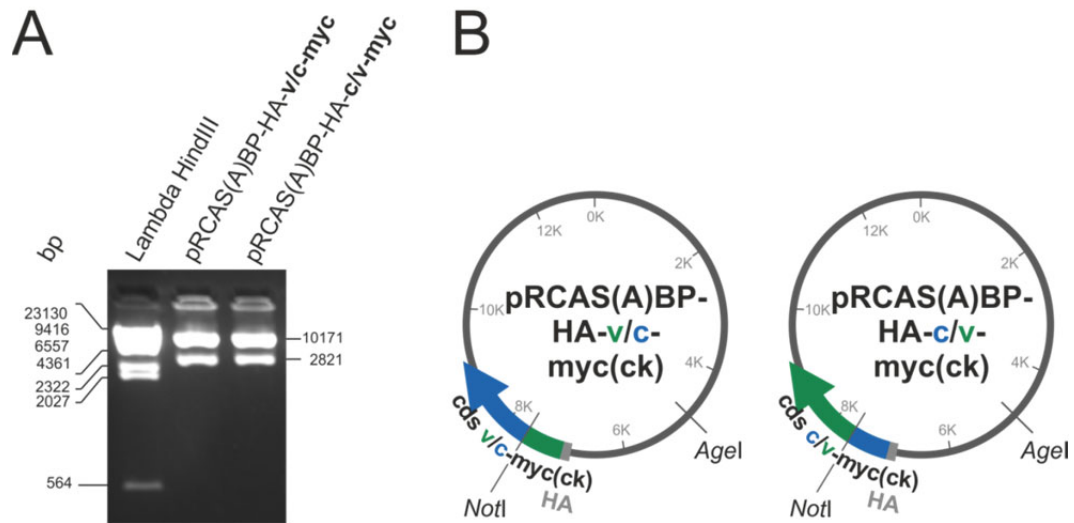 A
bp
Lambda HindIII
pRCAS(A)BP-HA-v/c-myc
pRCAS(A)BP-HA-c/v-myc
23130
9416
6557
4361
2322
2027
564
10171
2821
B
0K
2K
4K
6K
8K
10K
12K
pRCAS(A)BP-
HA-v/c-
myc(ck)
cds v/c-myc(ck)
HA
NotI
AgeI
0K
2K
4K
6K
8K
10K
12K
pRCAS(A)BP-
HA-c/v-
myc(ck)
cds c/v-myc(ck)
HA
NotI
AgeI